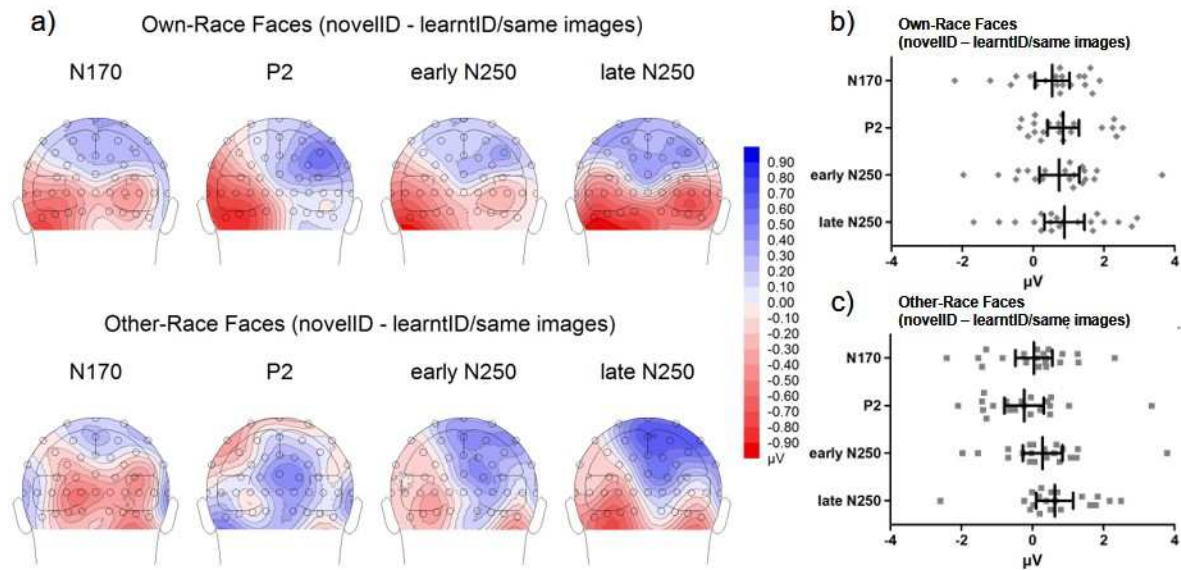 a)
Own-Race Faces (novelID - learntID/same images)
N170 P2 early N250 late N250
0.90
0.80
0.70
0.60
0.50
0.40
0.30
0.20
0.10
0.00
-0.10
-0.20
-0.30
-0.40
-0.50
-0.60
-0.70
-0.80
-0.90
µV
Other-Race Faces (novelID - learntID/same images)
N170 P2 early N250 late N250
b)
Own-Race Faces
(novelID – learntID/same images)
N170
P2
early N250
late N250
-4 -2 0 2 4
µV
c)
Other-Race Faces
(novelID – learntID/same images)
N170
P2
early N250
late N250
-4 -2 0 2 4
µV